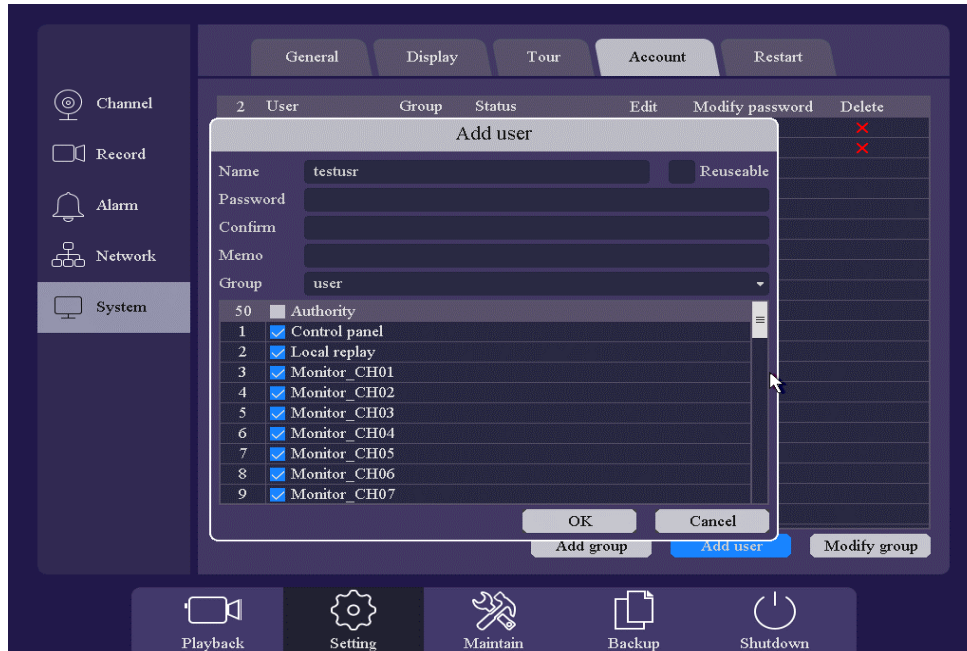 General Display Tour Account Restart
Channel
Record
Alarm
Network
System
2 User Group Status Edit Modify password Delete
Add user
Name testusr Reuseable
Password
Confirm
Memo
Group user
50 Authority
1 Control panel
2 Local replay
3 Monitor_CH01
4 Monitor_CH02
5 Monitor_CH03
6 Monitor_CH04
7 Monitor_CH05
8 Monitor_CH06
9 Monitor_CH07
OK Cancel
Add group Add user Modify group
Playback Setting Maintain Backup Shutdown